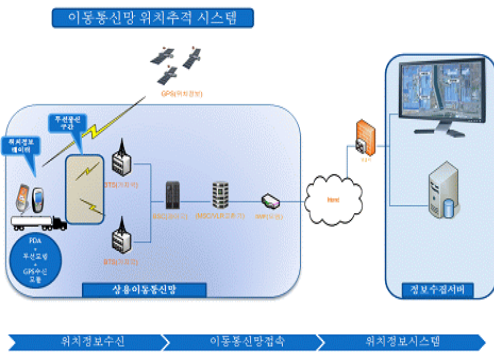 이동통신망 위치추적 시스템
GPS(위치정보)
무선통신
구간
위치정보
데이터
BTS(기지국)
BTS(기지국)
html
PDA
+
무선모뎀
+
GPS수신
모듈
상용이동통신망
정보수집서버
위치정보수신
이동통신망접속
위치정보시스템